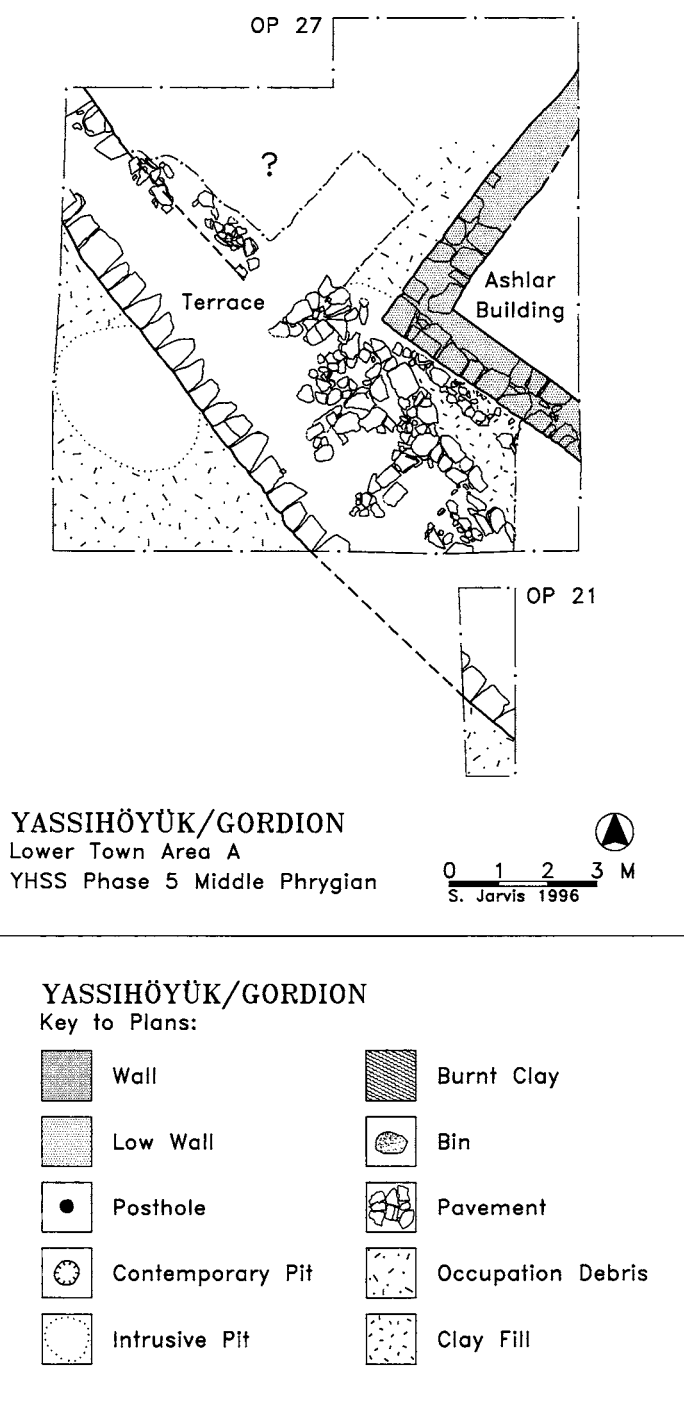 OP 27
?
Terrace
Ashlar
Building
OP 21
YASSIHÖYÜK/GORDION
Lower Town Area A
YHSS Phase 5 Middle Phrygian
0 1 2 3 M
S. Jarvis 1996
YASSIHÖYÜK/GORDION
Key to Plans:
Wall
Burnt Clay
Low Wall
Bin
Posthole
Pavement
Contemporary Pit
Occupation Debris
Intrusive Pit
Clay Fill